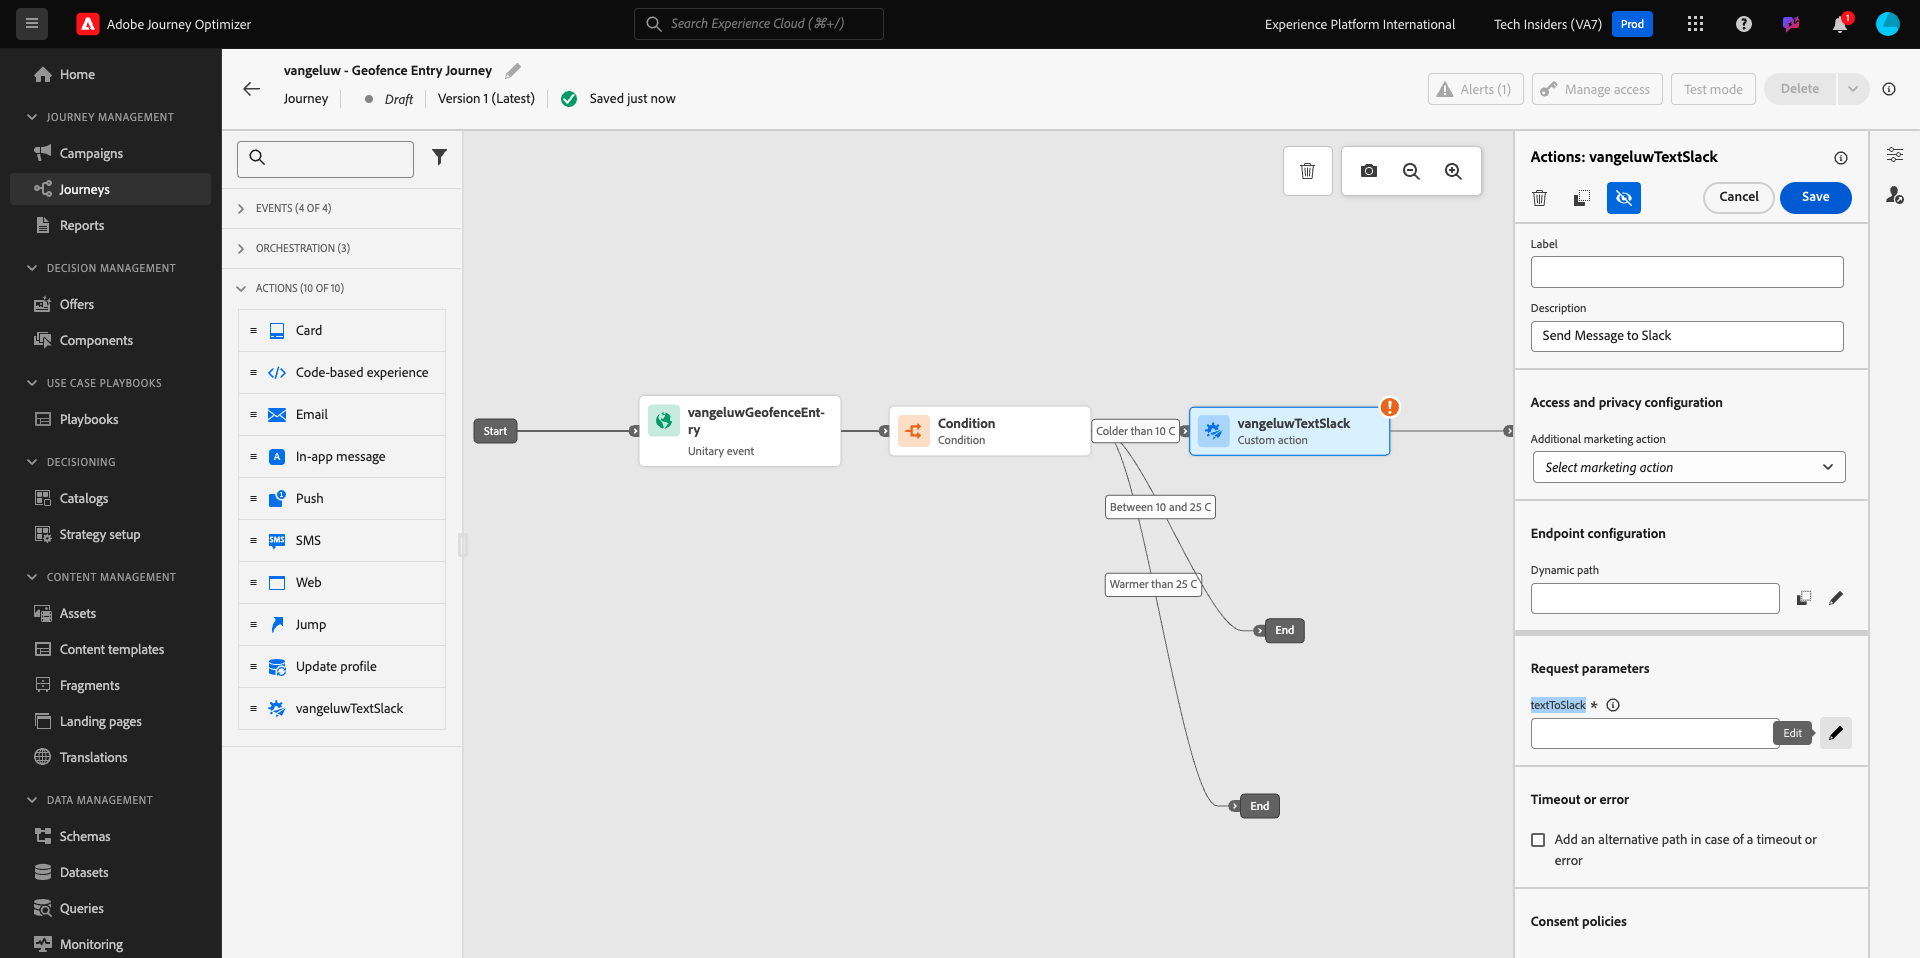 Adobe Journey Optimizer
Search Experience Cloud (⌘+/)
Experience Platform International
Tech Insiders (VA7)
Prod
1
Home
JOURNEY MANAGEMENT
Campaigns
Journeys
Reports
DECISION MANAGEMENT
Offers
Components
USE CASE PLAYBOOKS
Playbooks
DECISIONING
Catalogs
Strategy setup
CONTENT MANAGEMENT
Assets
Content templates
Fragments
Landing pages
Translations
DATA MANAGEMENT
Schemas
Datasets
Queries
Monitoring
vangeluw - Geofence Entry Journey
Journey
Draft
Version 1 (Latest)
Saved just now
Alerts (1)
Manage access
Test mode
Delete
EVENTS (4 OF 4)
ORCHESTRATION (3)
ACTIONS (10 OF 10)
Card
Code-based experience
Email
In-app message
Push
SMS
SMS
Web
Jump
Update profile
vangeluwTextSlack
Start
vangeluwGeofenceEnt-
ry
Unitary event
Condition
Condition
Colder than 10 C
vangeluwTextSlack
Custom action
Between 10 and 25 C
Warmer than 25 C
End
End
Actions: vangeluwTextSlack
Cancel
Save
Label
Description
Send Message to Slack
Access and privacy configuration
Additional marketing action
Select marketing action
Endpoint configuration
Dynamic path
Request parameters
textToSlack *
Edit
Timeout or error
Add an alternative path in case of a timeout or
error
Consent policies